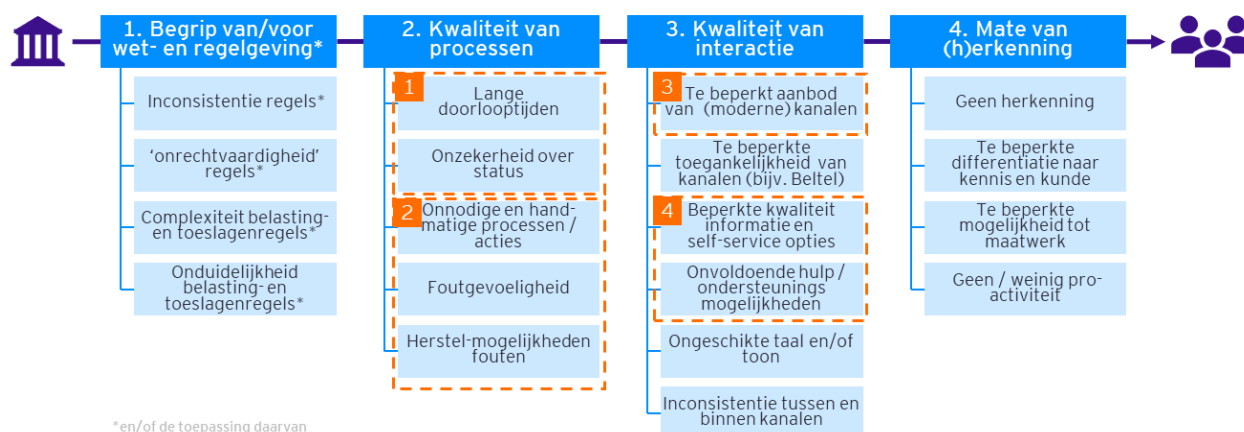 1. Begrip van/voor
wet- en regelgeving*
Inconsistentie regels*
‘onrechtvaardigheid’
regels*
Complexiteit belasting-
en toeslagenregels*
Onduidelijkheid
belasting- en
toeslagenregels*
2. Kwaliteit van
processen
1
Lange
doorlooptijden
Onzekerheid over
status
2
Onnodige en hand-
matige processen /
acties
Foutgevoeligheid
Herstel-mogelijkheden
fouten
3. Kwaliteit van
interactie
3
Te beperkt aanbod
van (moderne) kanalen
Te beperkte
toegankelijkheid van
kanalen (bijv. Beltel)
4
Beperkte kwaliteit
informatie en
self-service opties
Onvoldoende hulp /
ondersteunings
mogelijkheden
Ongeschikte taal en/of
toon
Inconsistentie tussen en
binnen kanalen
4. Mate van
(h)erkenning
Geen herkenning
Te beperkte
differentiatie naar
kennis en kunde
Te beperkte
mogelijkheid tot
maatwerk
Geen / weinig pro-
activiteit
*en/of de toepassing daarvan